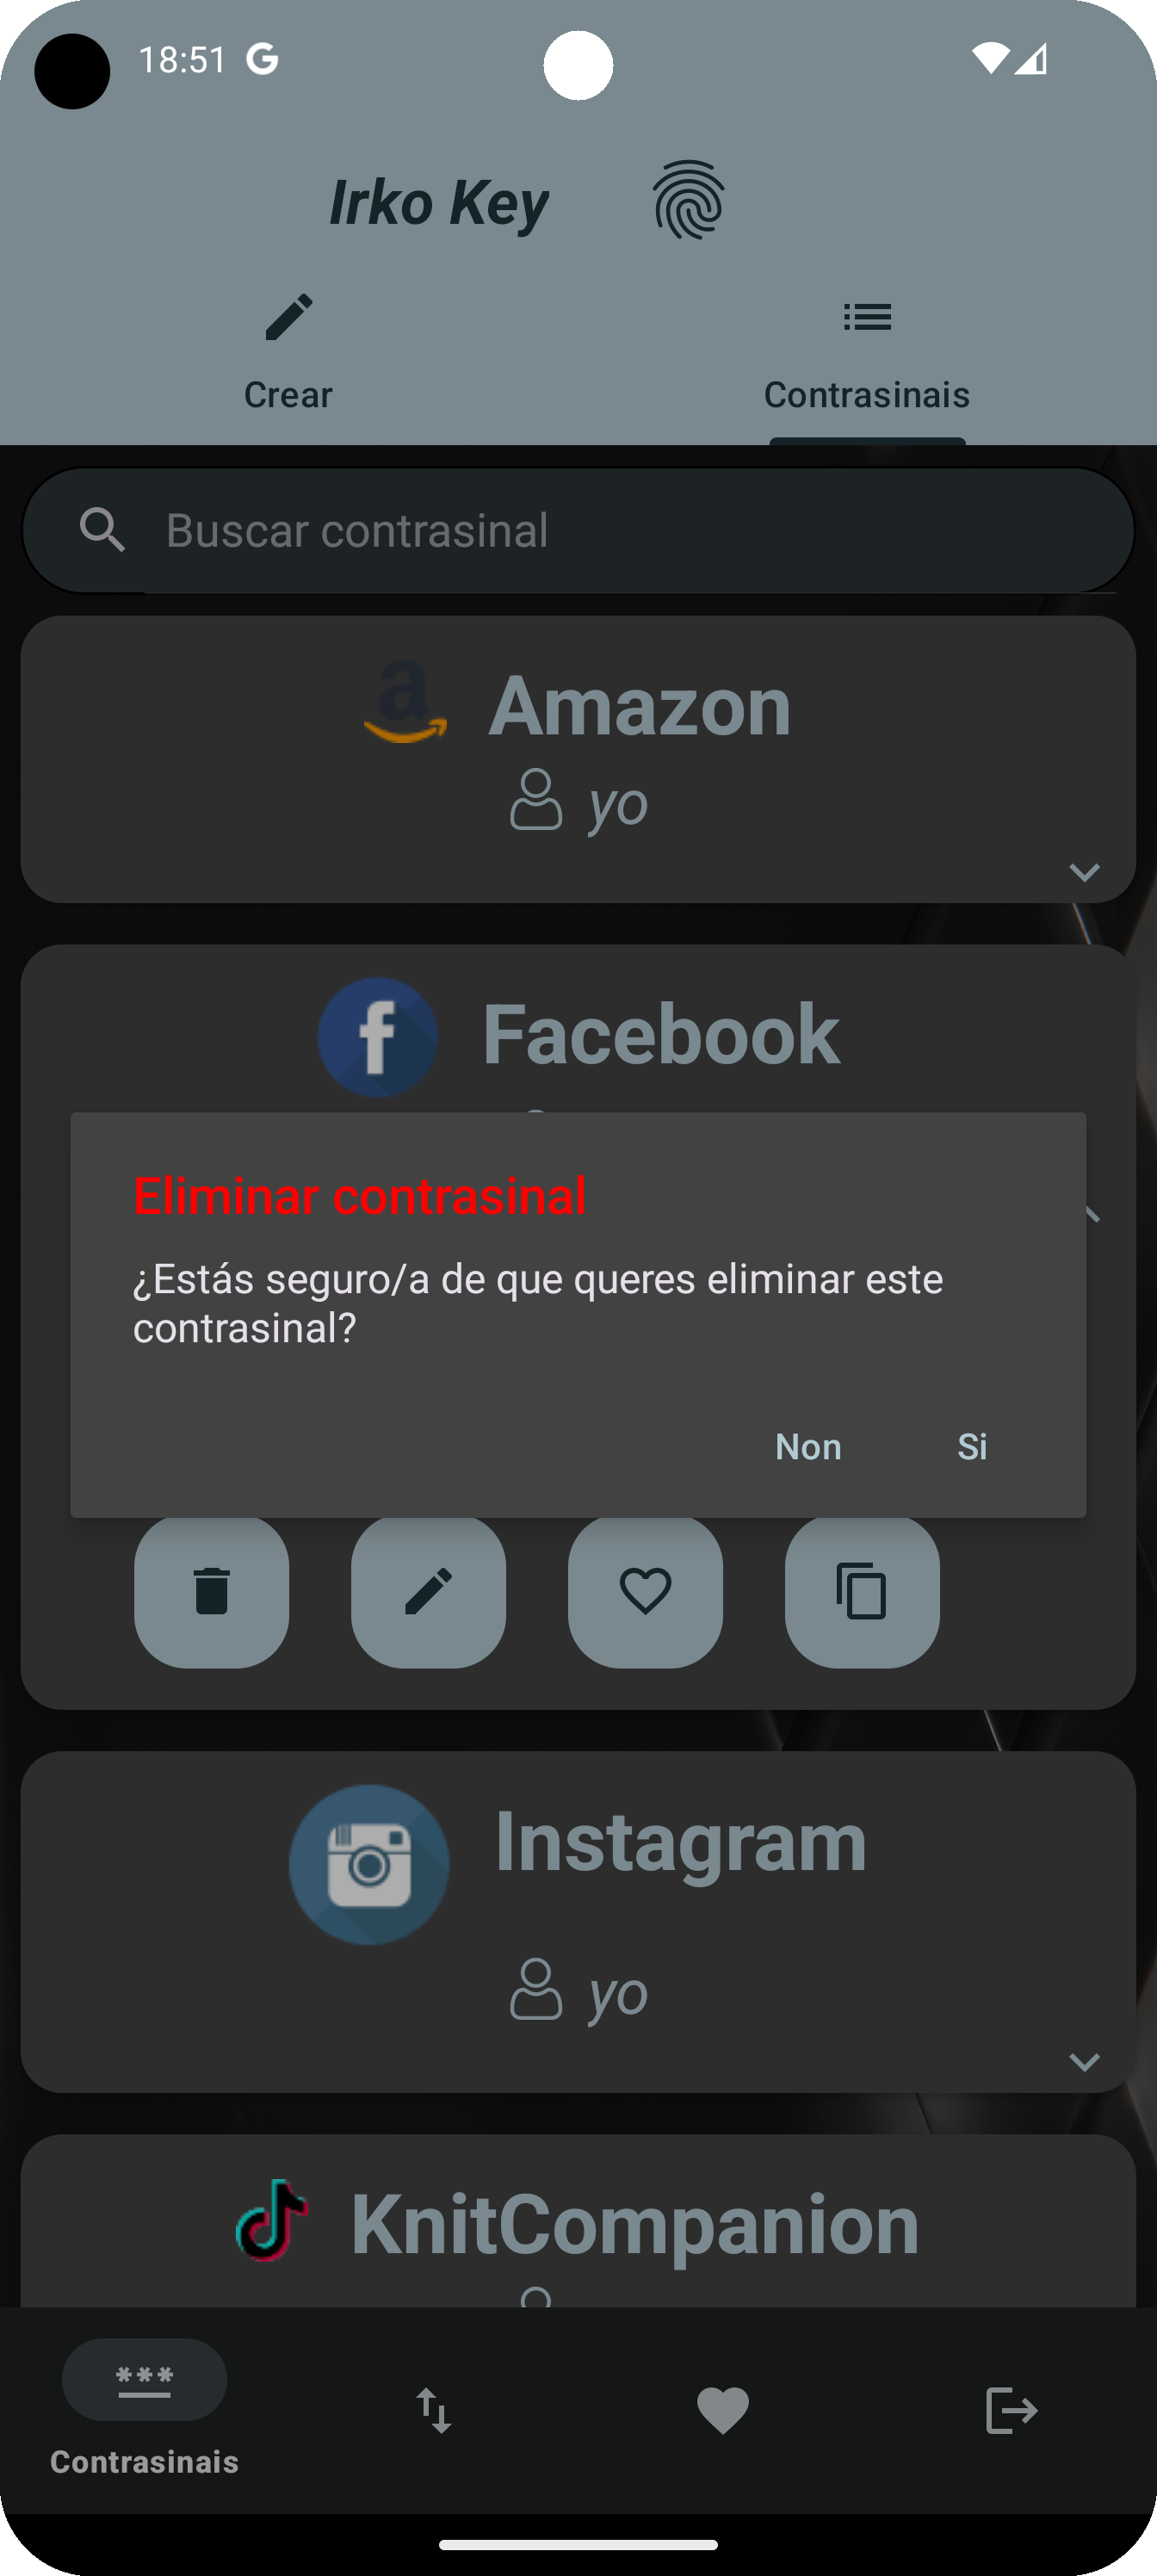 18:51
Irko Key
Crear
Contrasinais
Buscar contrasinal
Amazon
yo
Facebook
Eliminar contrasinal
¿Estás seguro/a de que queres eliminar este
contrasinal?
Non Si
Instagram
yo
KnitCompanion
***
Contrasinais